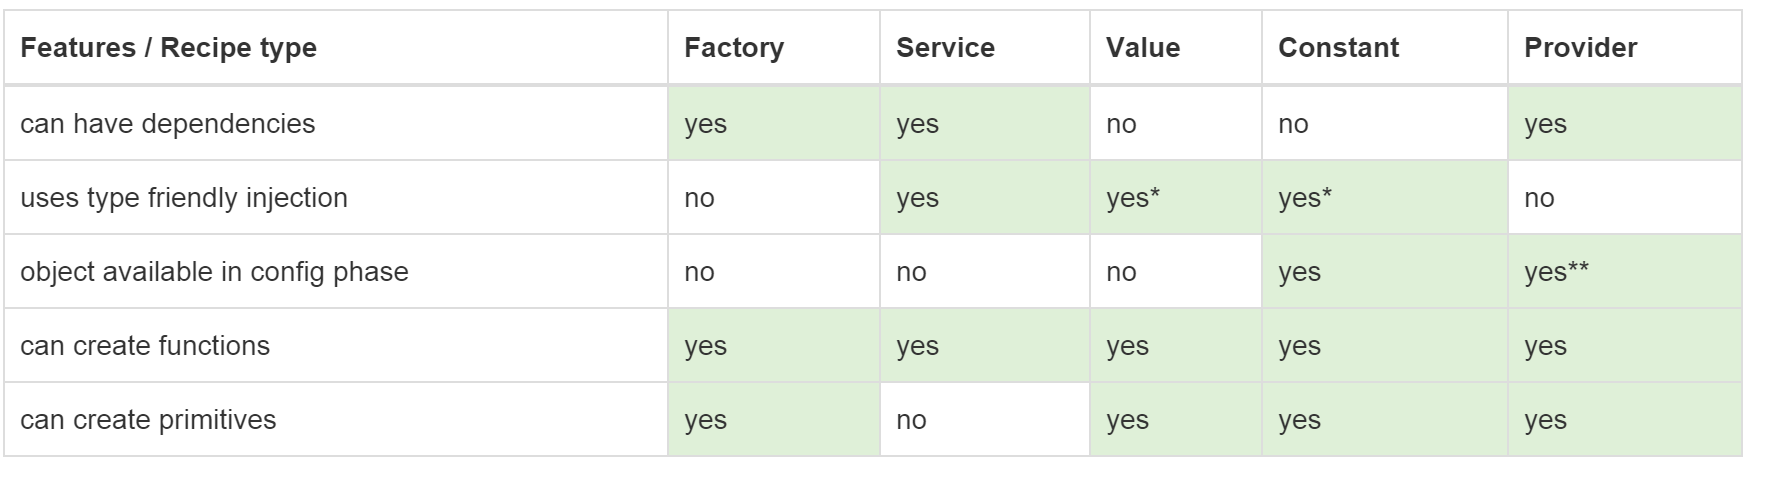 Features / Recipe type Factory Service Value Constant Provider
can have dependencies yes yes no no yes
uses type friendly injection no yes yes* yes* no
object available in config phase no no no yes yes**
can create functions yes yes yes yes yes
can create primitives yes no yes yes yes